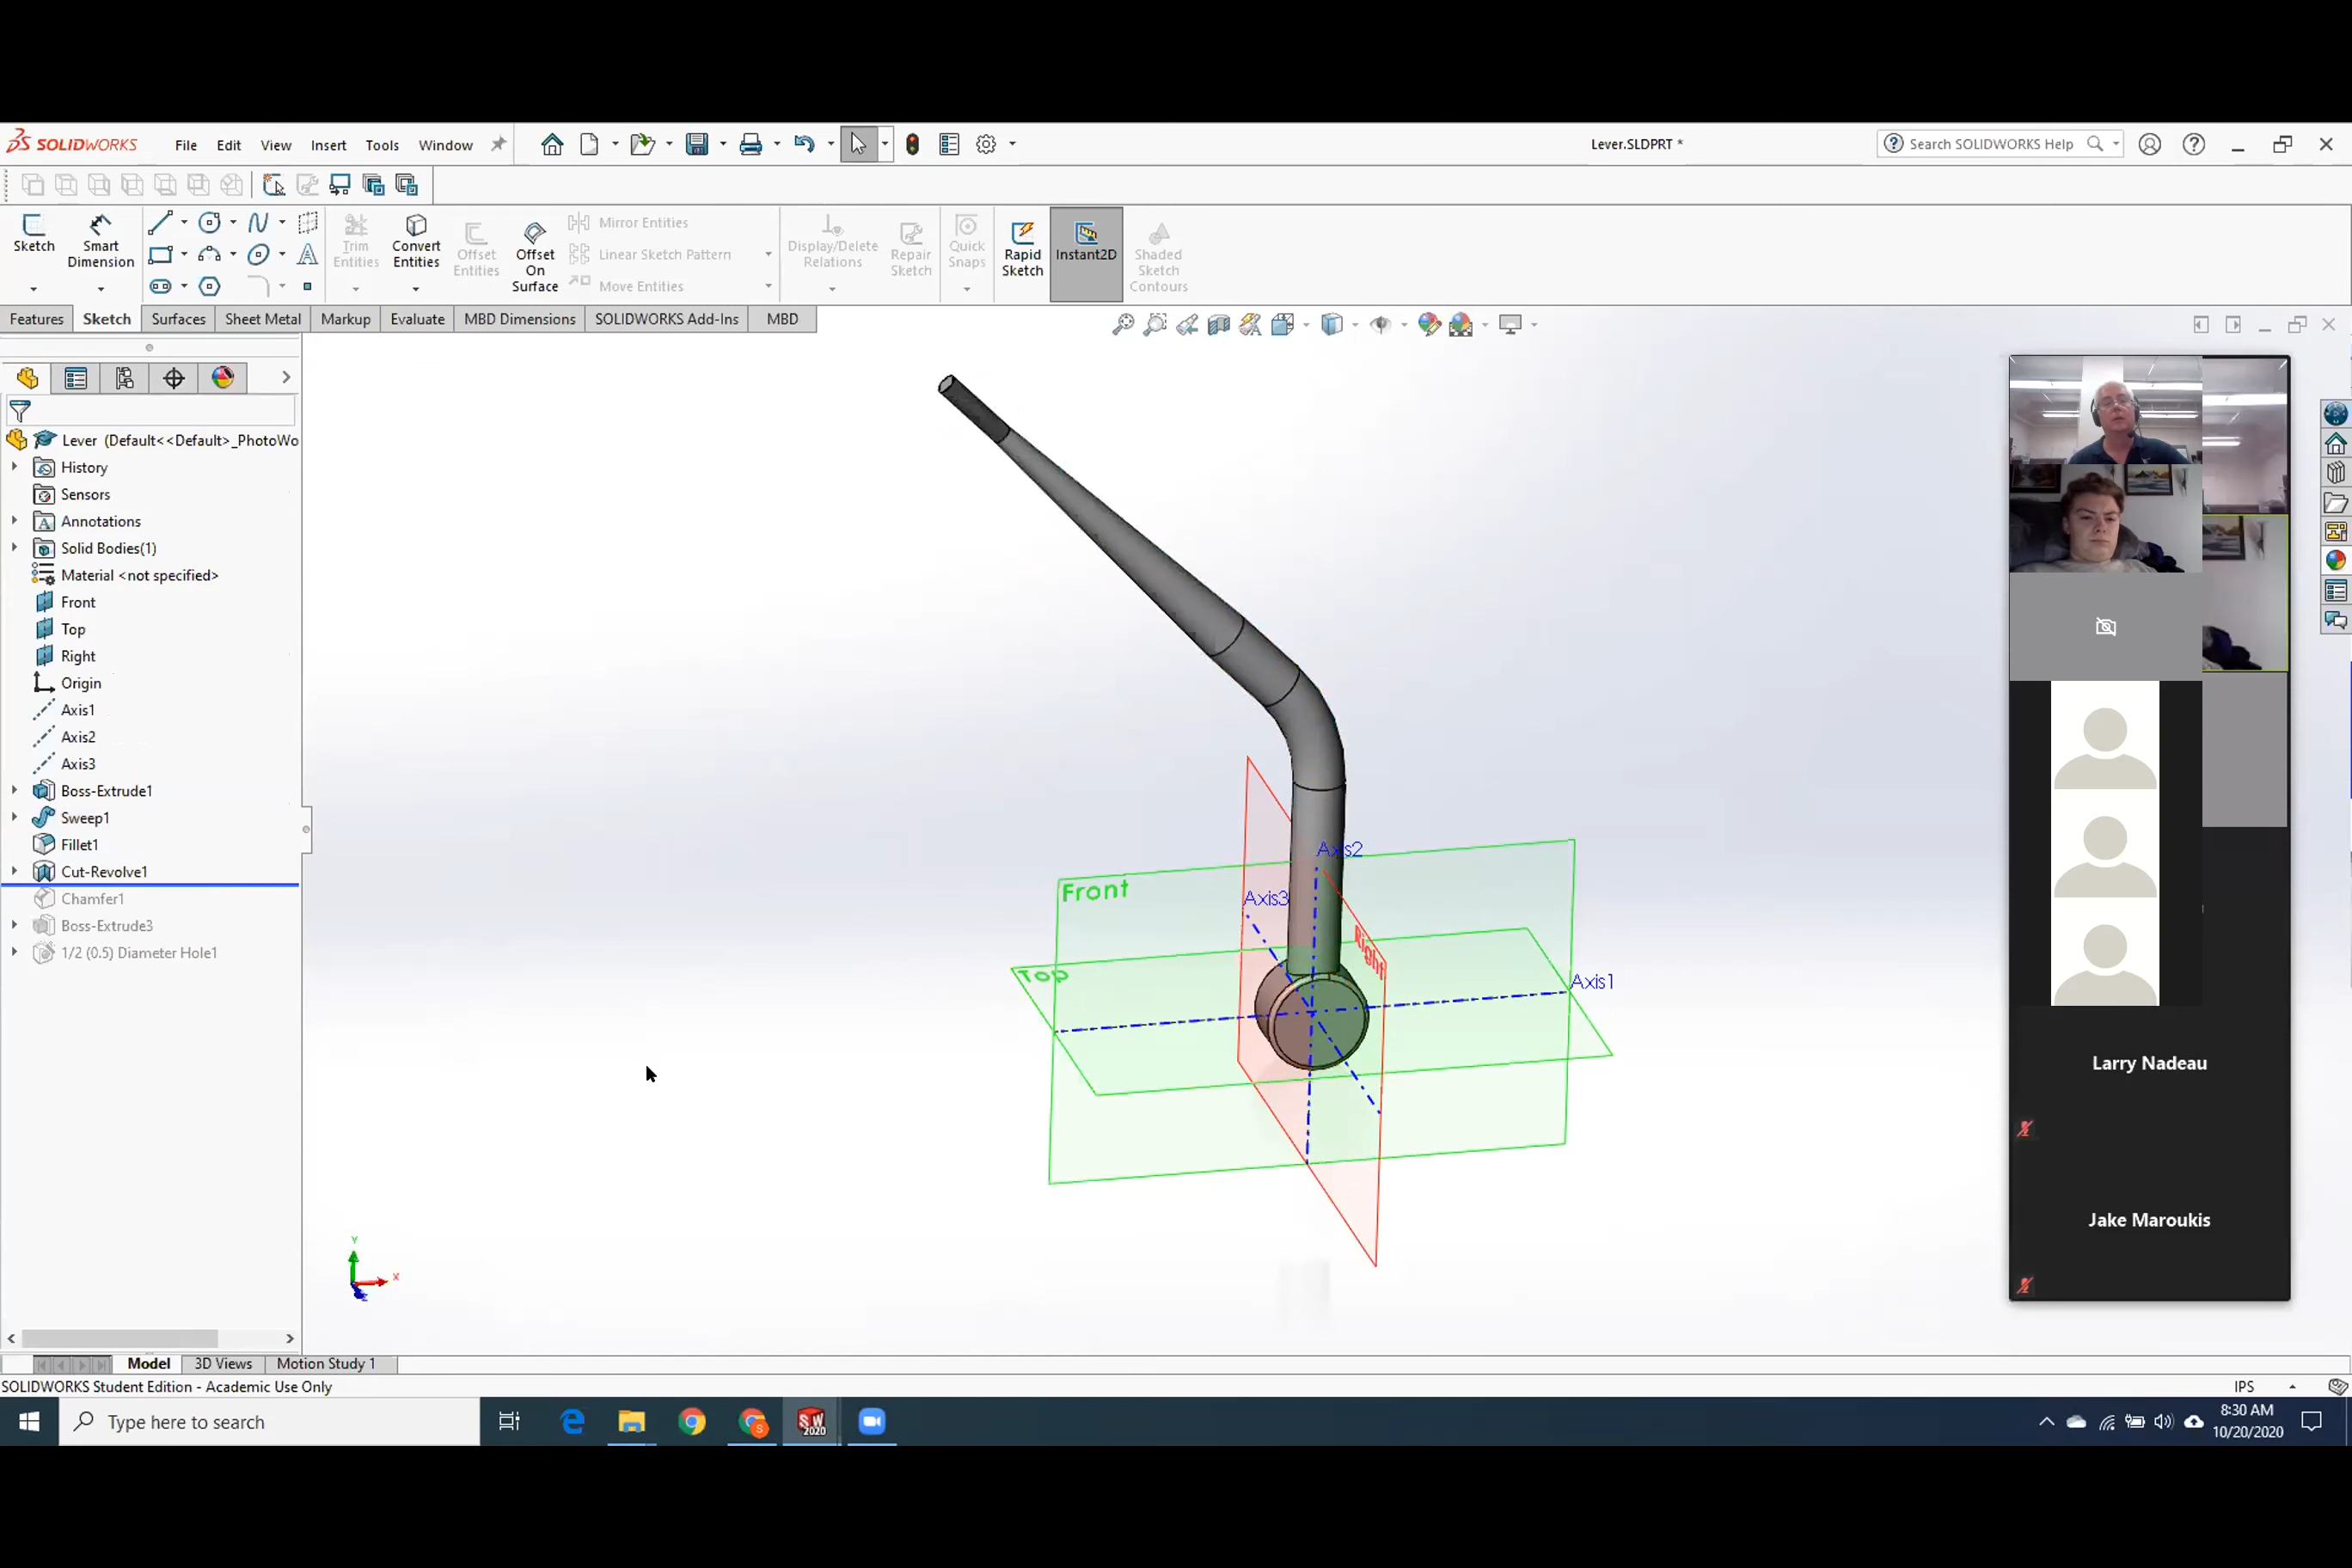 SOLIDWORKS File Edit View Insert Tools Window Lever.SLDPRT * Search SOLIDWORKS Help
Sketch Smart Dimension Trim Entities Convert Entities Offset Entities Offset On Surface Mirror Entities Linear Sketch Pattern Move Entities Display/Delete Relations Repair Sketch Quick Snaps Rapid Sketch Instant2D Shaded Sketch Contours
Features Sketch Surfaces Sheet Metal Markup Evaluate MBD Dimensions SOLIDWORKS Add-Ins MBD
Lever (Default<<Default>_PhotoWo
History
Sensors
Annotations
Solid Bodies(1)
Material <not specified>
Front
Top
Right
Origin
Axis1
Axis2
Axis3
Boss-Extrude1
Sweep1
Fillet1
Cut-Revolve1
Chamfer1
Boss-Extrude3
1/2 (0.5) Diameter Hole1
Axis2
Front
Axis3
Right
Top
Axis1
Y
X
Z
Larry Nadeau
Jake Maroukis
Model 3D Views Motion Study 1
SOLIDWORKS Student Edition - Academic Use Only IPS
Type here to search
SW 2020
S
8:30 AM
10/20/2020